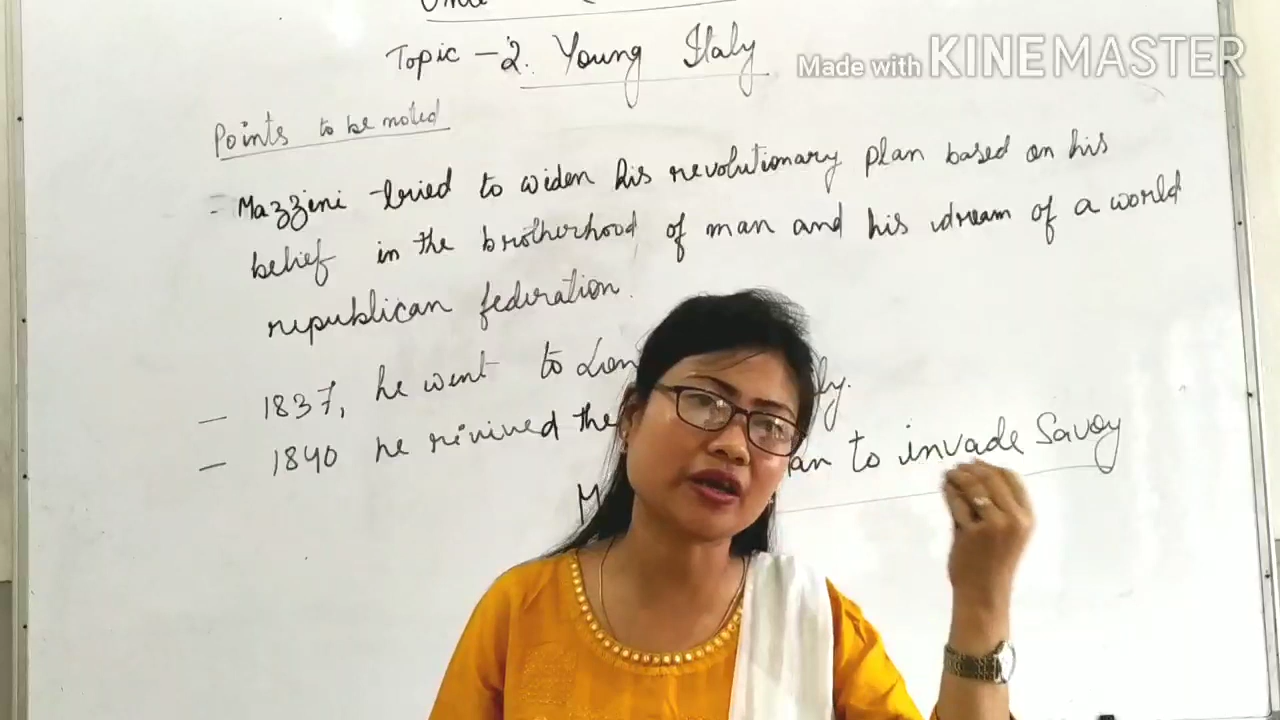 Topic - 2. Young Italy
Made with KINEMASTER
Points to be noted
- Mazzini tried to widen his revolutionary plan based on his
belief in the brotherhood of man and his dream of a world
republican federation.
- 1837, he went to
- 1840 he rivived the
to invade Savoy